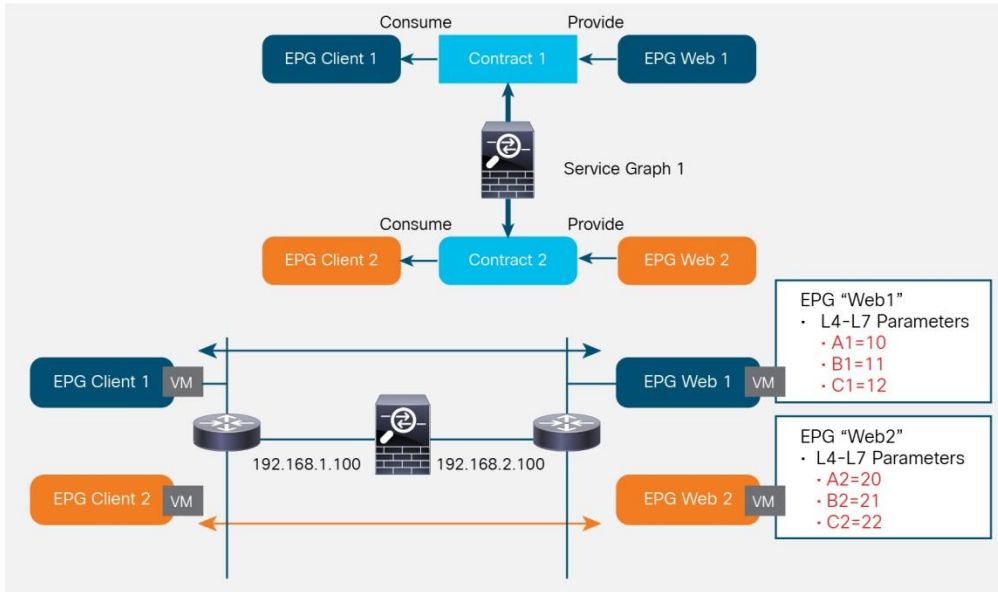 Consume
Provide
EPG Client 1
Contract 1
EPG Web 1
Service Graph 1
Consume
Provide
EPG Client 2
Contract 2
EPG Web 2
EPG “Web1”
• L4-L7 Parameters
• A1=10
• B1=11
• C1=12
EPG Client 1
VM
EPG Web 1
VM
192.168.1.100
192.168.2.100
EPG “Web2”
• L4-L7 Parameters
• A2=20
• B2=21
• C2=22
EPG Client 2
VM
EPG Web 2
VM